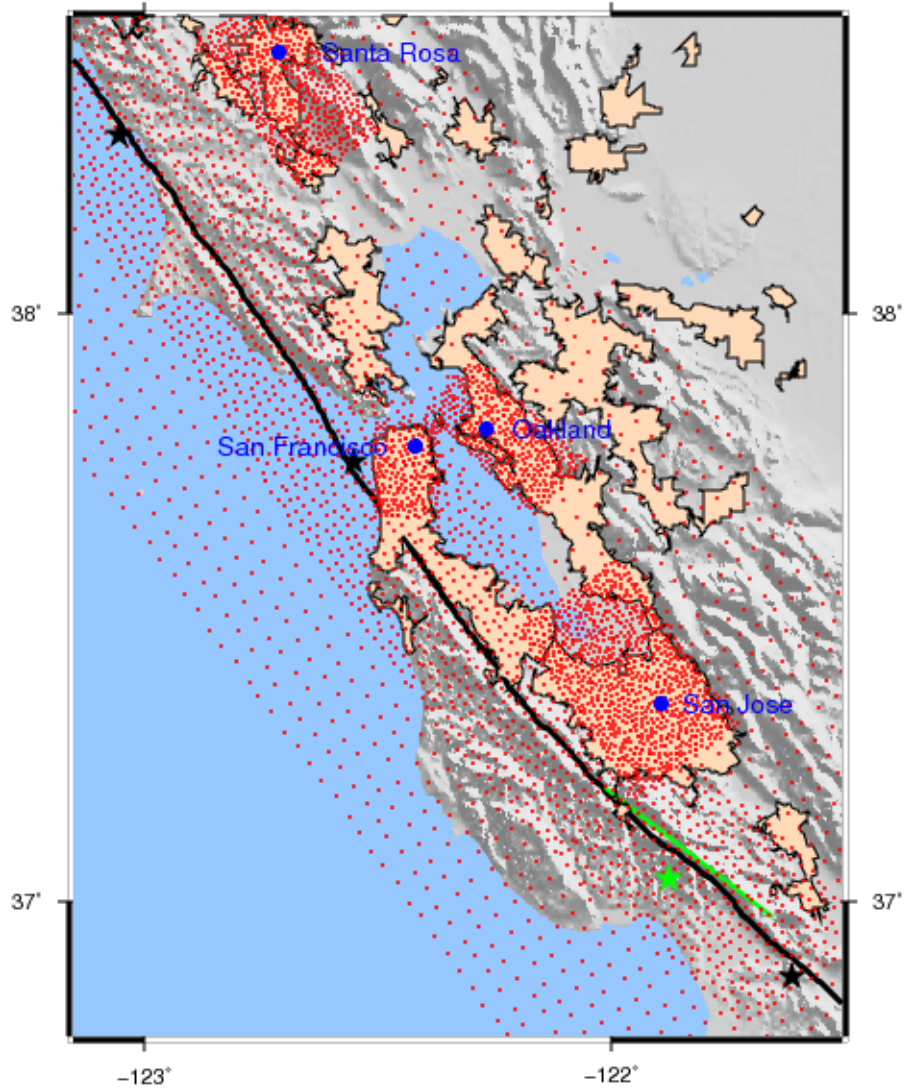 Santa Rosa
38° 38°
Oakland
San Francisco
San Jose
37° 37°
-123° -122°